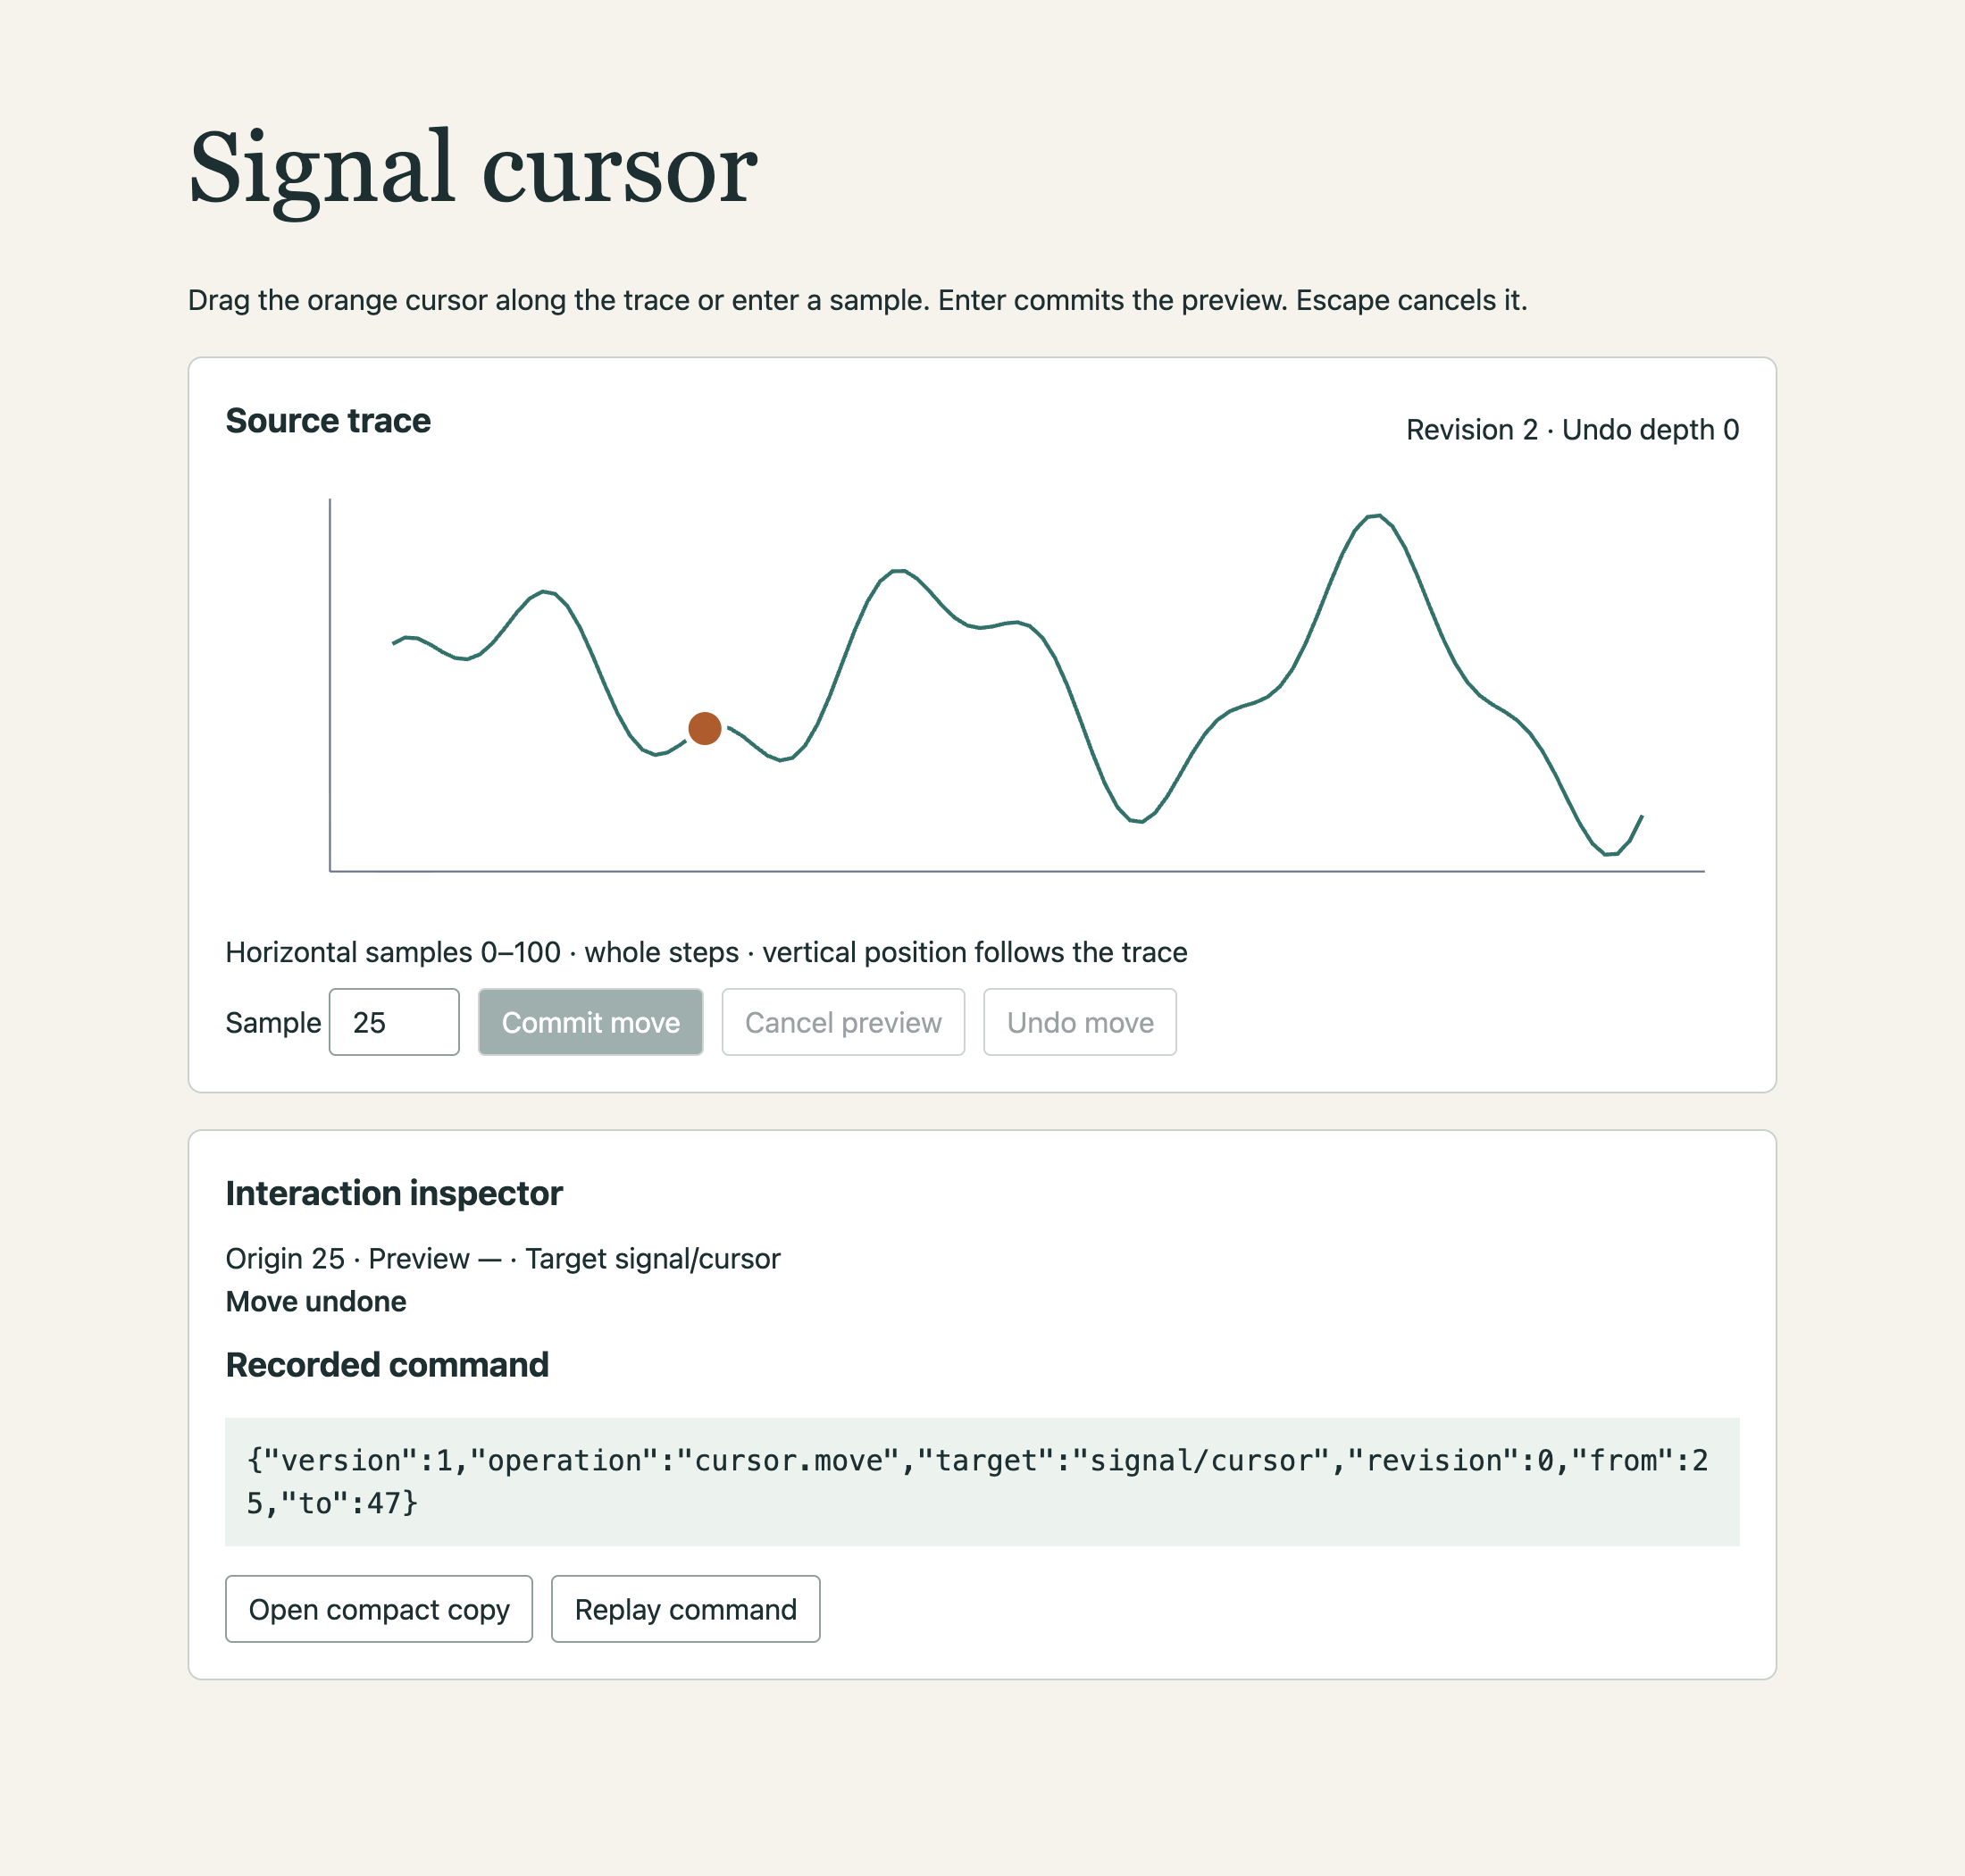 Signal cursor
Drag the orange cursor along the trace or enter a sample. Enter commits the preview. Escape cancels it.
Source trace
Revision 2 · Undo depth 0
Horizontal samples 0–100 · whole steps · vertical position follows the trace
Sample 25 Commit move Cancel preview Undo move
Interaction inspector
Origin 25 · Preview — · Target signal/cursor
Move undone
Recorded command
{"version":1,"operation":"cursor.move","target":"signal/cursor","revision":0,"from":2
5,"to":47}
Open compact copy Replay command